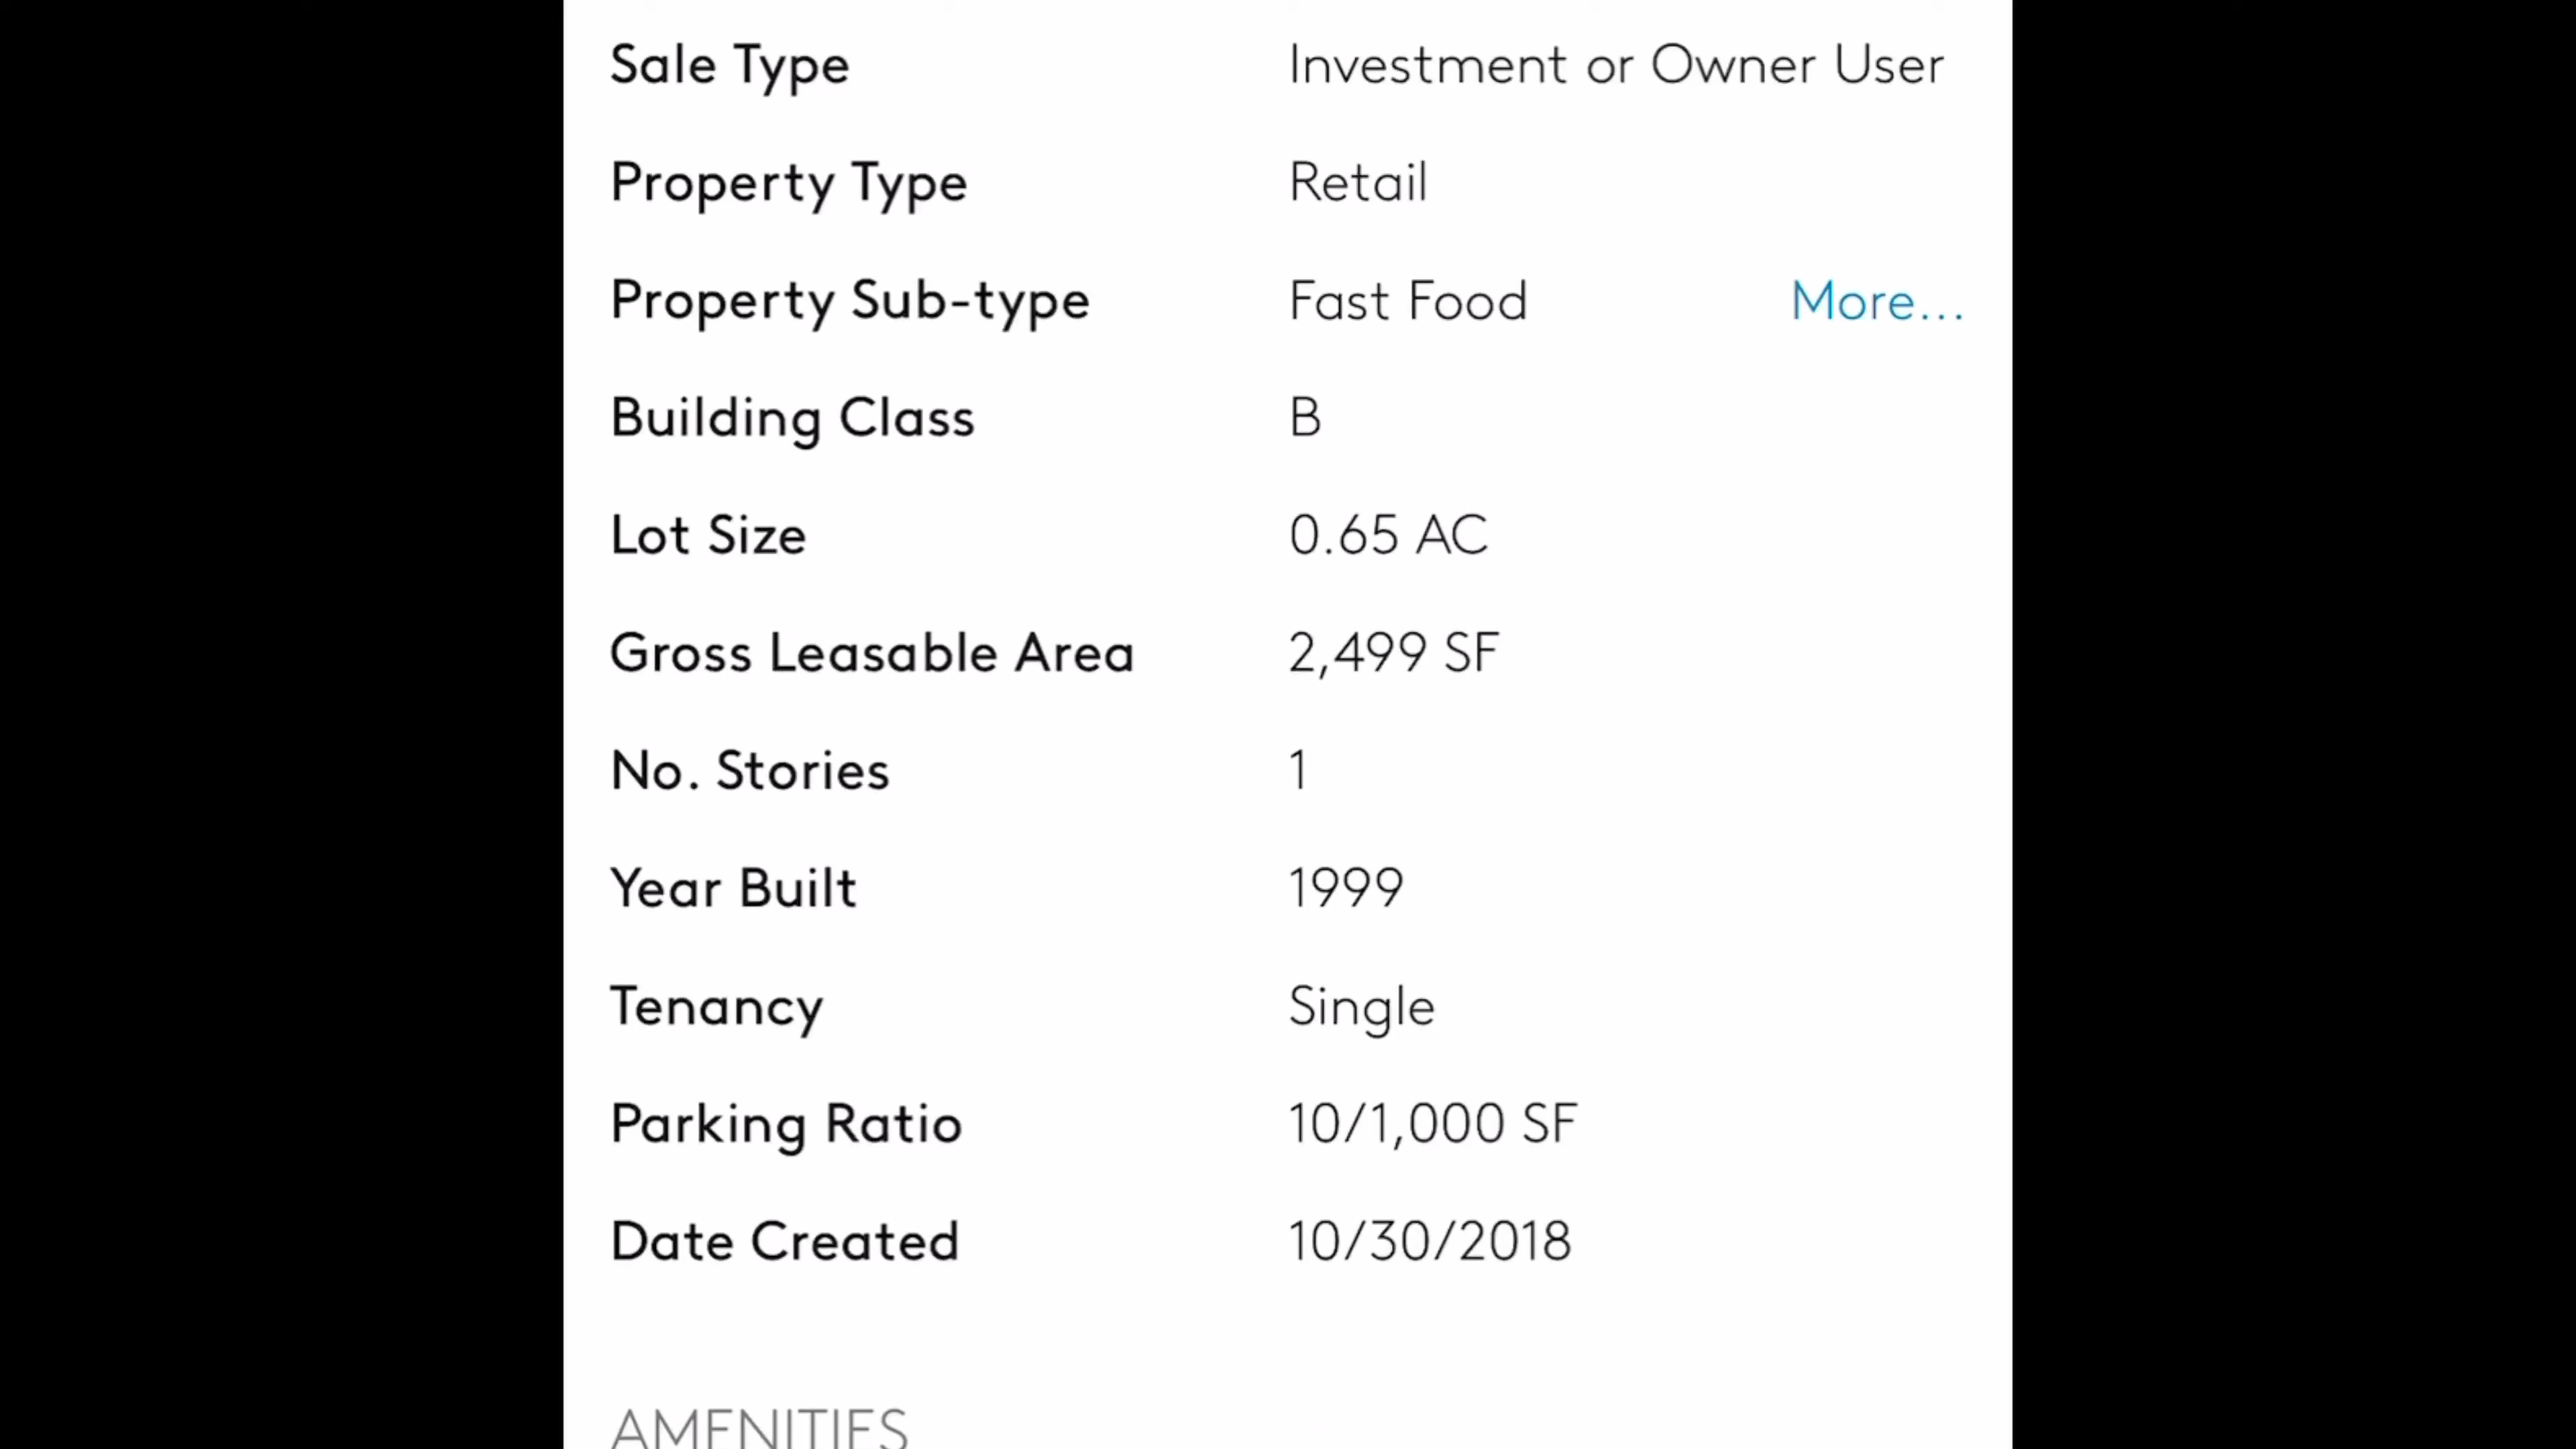 Sale Type Investment or Owner User
Property Type Retail
Property Sub-type Fast Food More...
Building Class B
Lot Size 0.65 AC
Gross Leasable Area 2,499 SF
No. Stories 1
Year Built 1999
Tenancy Single
Parking Ratio 10/1,000 SF
Date Created 10/30/2018
AMENITIES